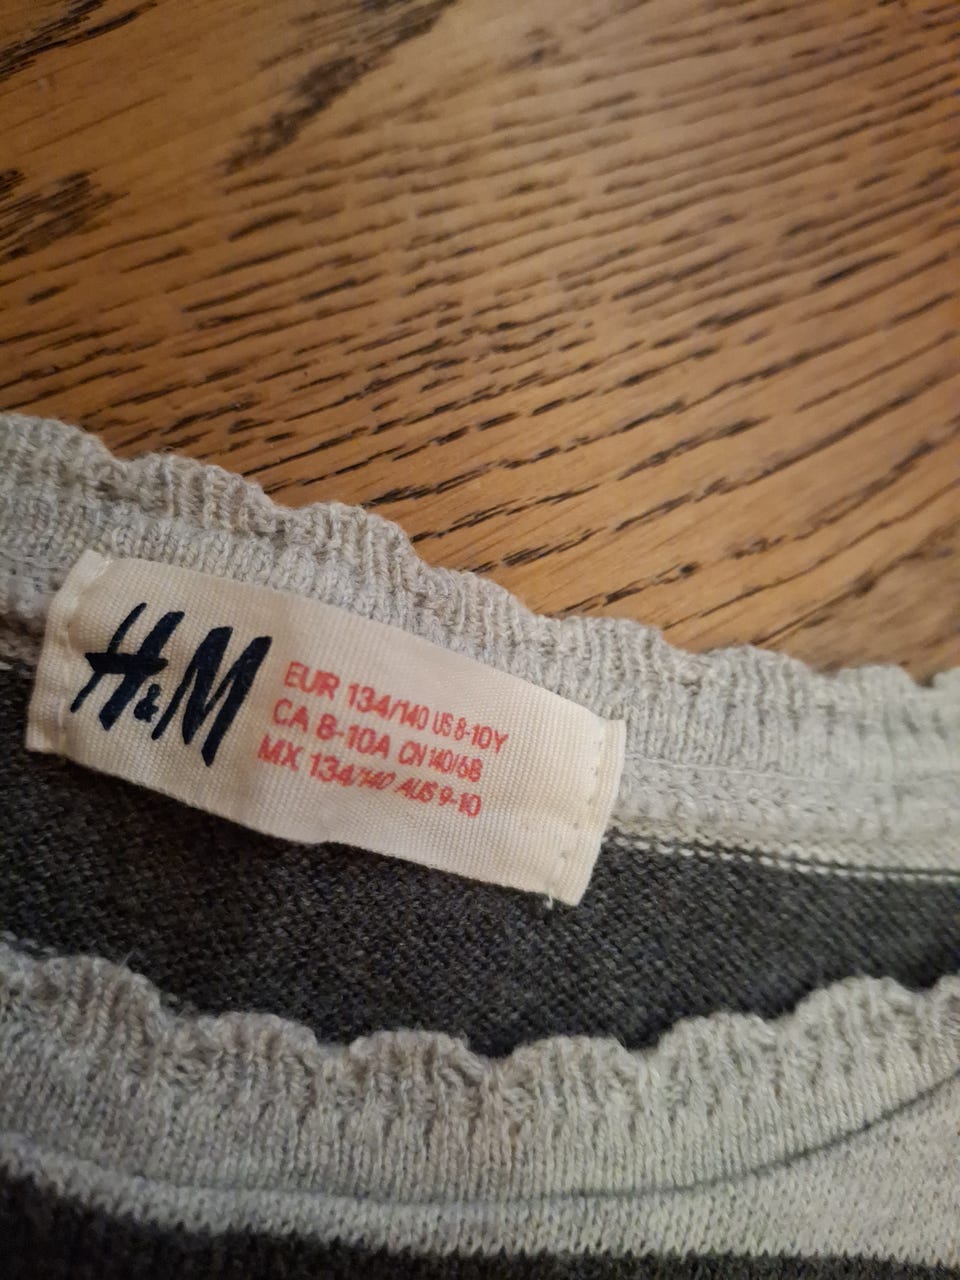 H&M
EUR 134/140 US 8-10Y
CA 8-10A CN 140/68
MX 134/140 AUS 9-10